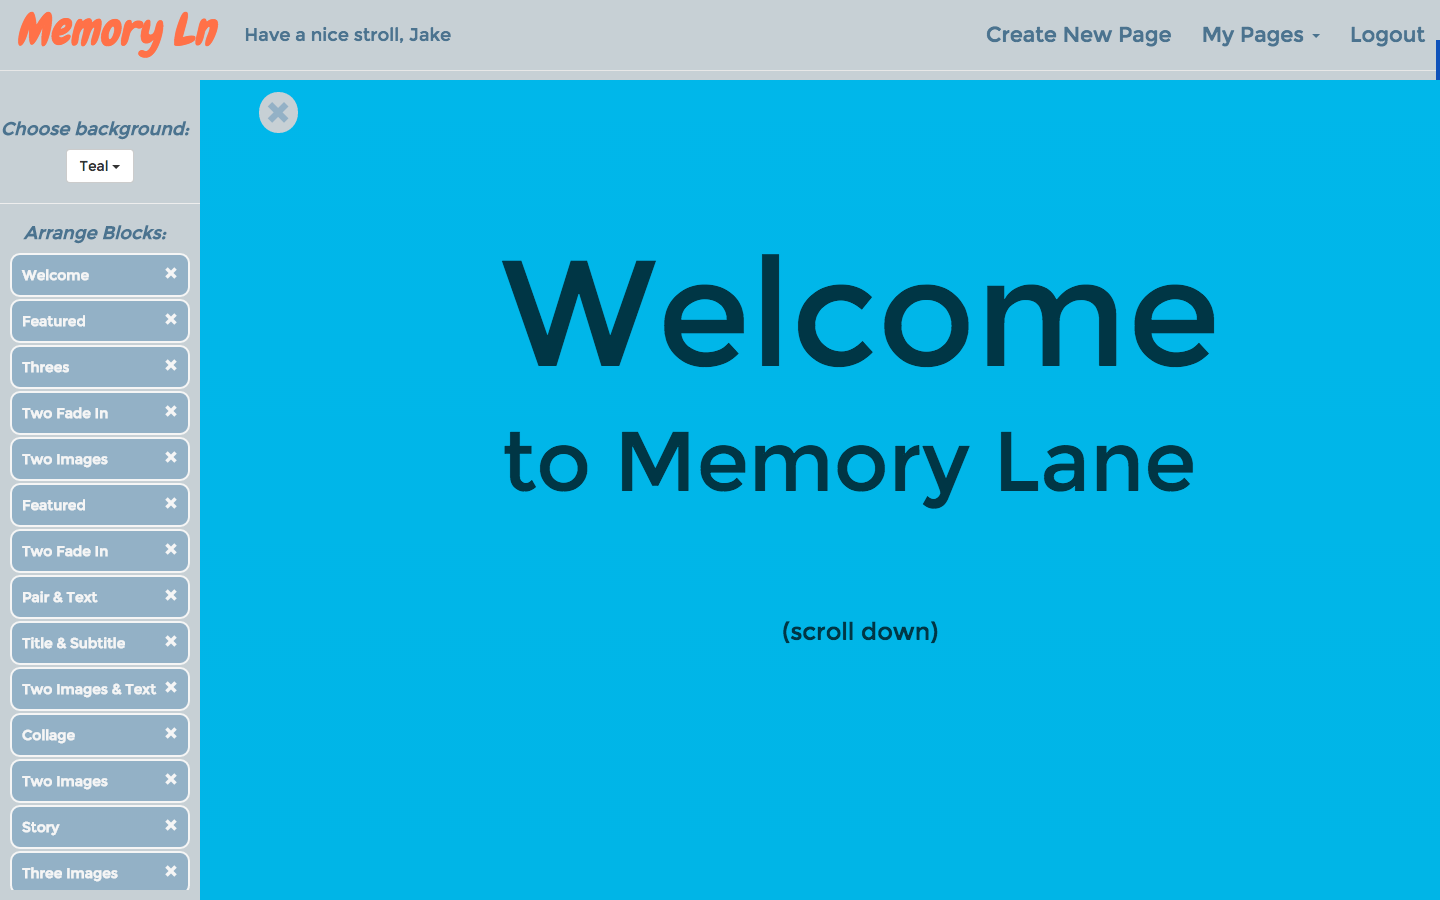 Memory Ln
Have a nice stroll, Jake
Create New Page
My Pages
Logout
Choose background:
Teal
Arrange Blocks:
Welcome
Featured
Threes
Two Fade In
Two Images
Featured
Two Fade In
Pair & Text
Title & Subtitle
Two Images & Text
Collage
Two Images
Story
Three Images
Welcome
to Memory Lane
(scroll down)